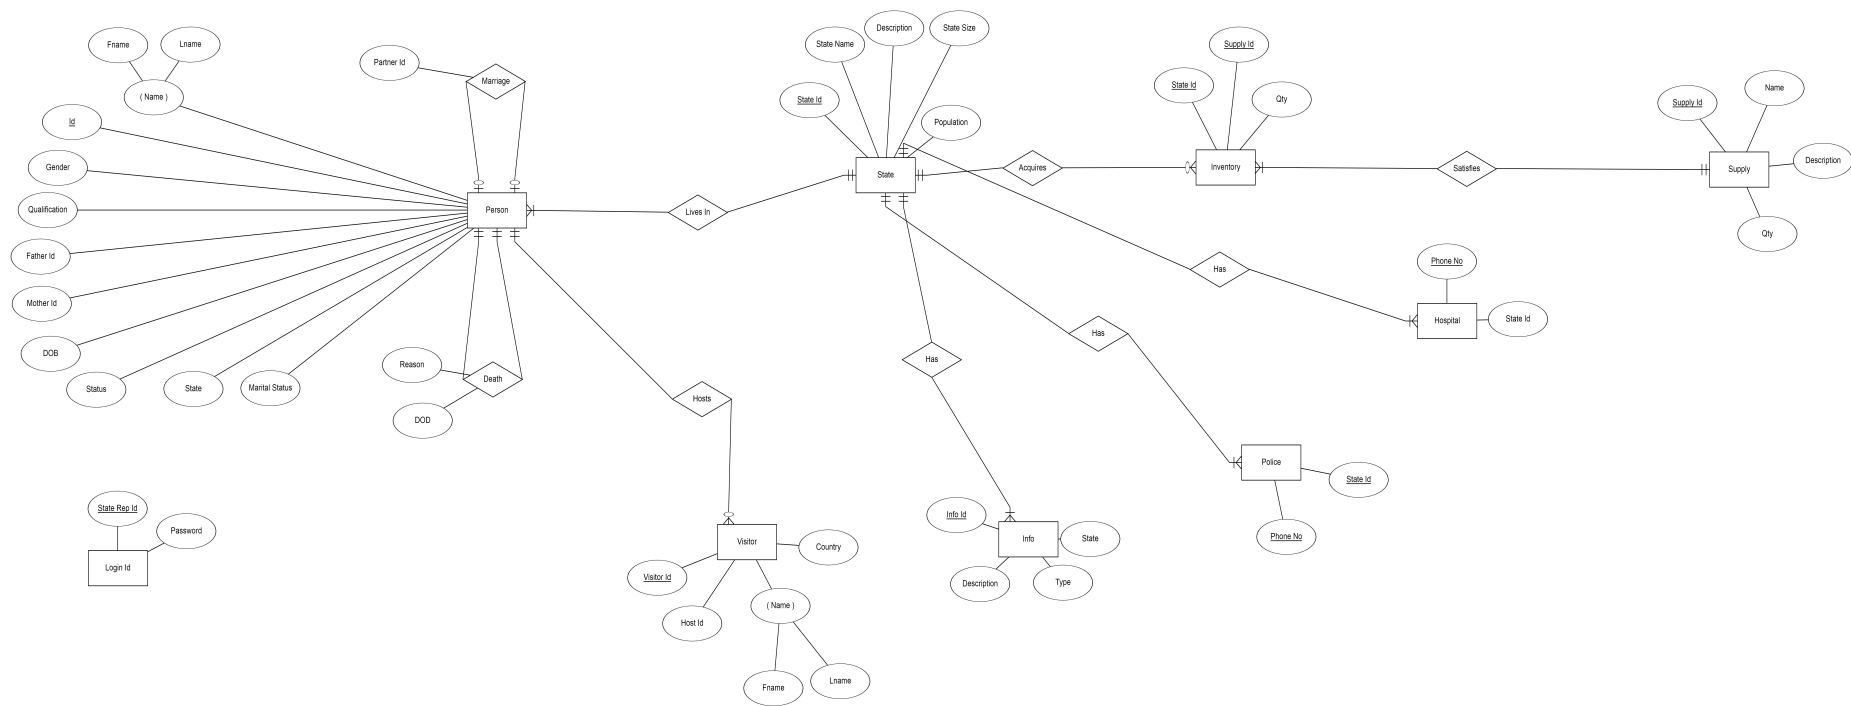 Fname
Lname
( Name )
Id
Gender
Qualification
Father Id
Mother Id
DOB
Status
State
Marital Status
Partner Id
Marriage
Person
Reason
Death
DOD
Lives In
Hosts
State Rep Id
Password
Login Id
Visitor
Country
Visitor Id
Host Id
( Name )
Fname
Lname
State Name
Description
State Size
State Id
Population
State
Acquires
Supply Id
State Id
Qty
Inventory
Satisfies
Supply Id
Name
Supply
Description
Qty
Has
Phone No
Hospital
State Id
Has
Police
State Id
Phone No
Has
Info Id
Info
State
Description
Type